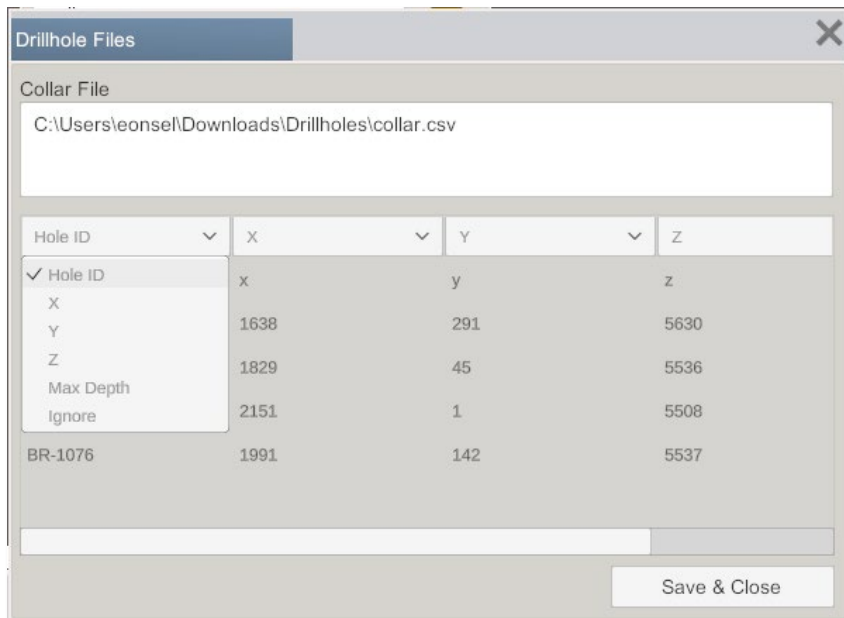 Drillhole Files
Collar File
C:\Users\eonsel\Downloads\Drillholes\collar.csv
Hole ID X Y Z
Hole ID x y z
X
1638 291 5630
Y
Z 1829 45 5536
Max Depth
Ignore 2151 1 5508
BR-1076 1991 142 5537
Save & Close